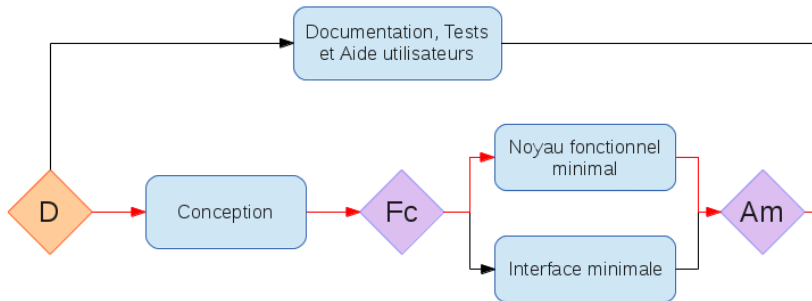 Documentation, Tests
et Aide utilisateurs
D
Conception
Fc
Noyau fonctionnel
minimal
Interface minimale
Am